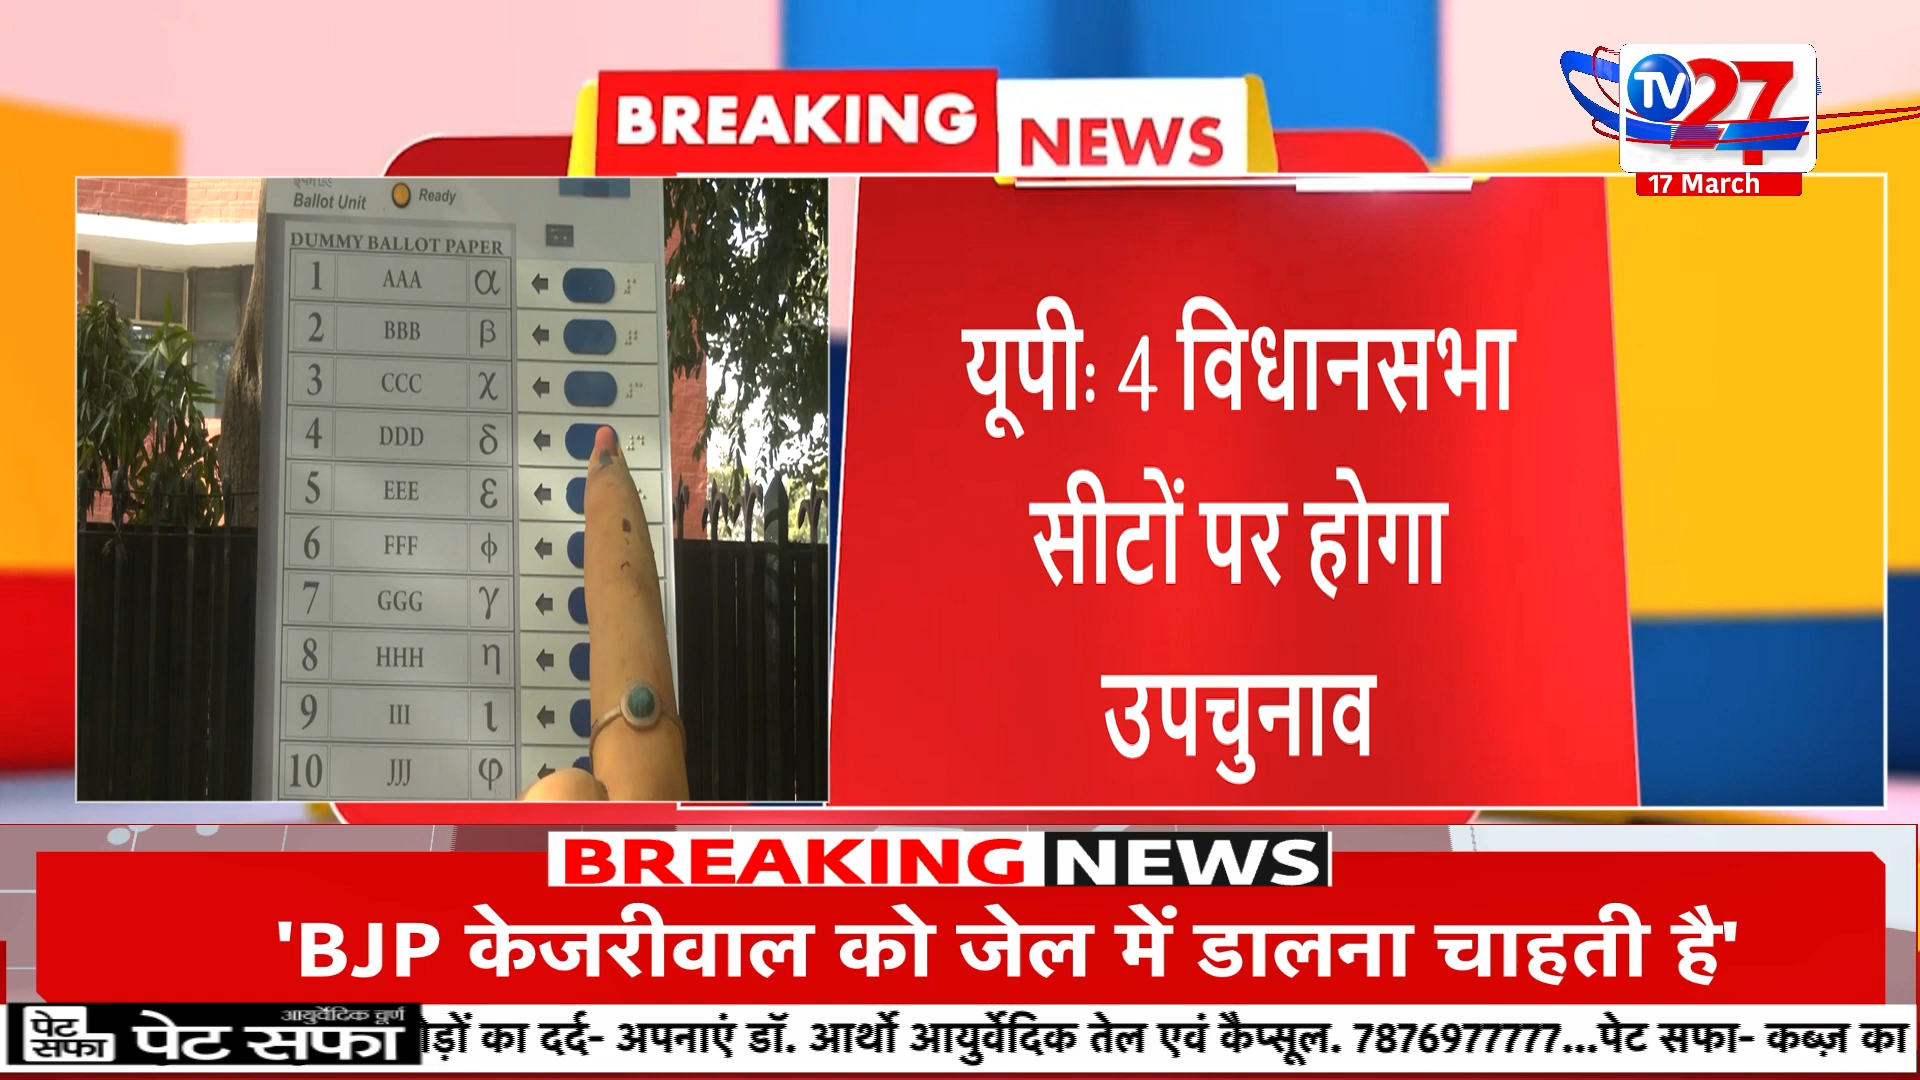 BREAKING NEWS
TV27
17 March
Ballot Unit
Ready
DUMMY BALLOT PAPER
1 AAA α
2 BBB β
3 CCC χ
4 DDD δ
5 EEE ε
6 FFF ϕ
7 GGG γ
8 HHH η
9 III ι
10 JJJ φ
यूपीः 4 विधानसभा
सीटों पर होगा
उपचुनाव
BREAKING NEWS
'BJP केजरीवाल को जेल में डालना चाहती है'
पेट
सफा
आयुर्वेदिक चूर्ण
पेट सफा
का दर्द- अपनाएं डॉ. आर्थो आयुर्वेदिक तेल एवं कैप्सूल. 7876977777...पेट सफा- कब्ज़ का